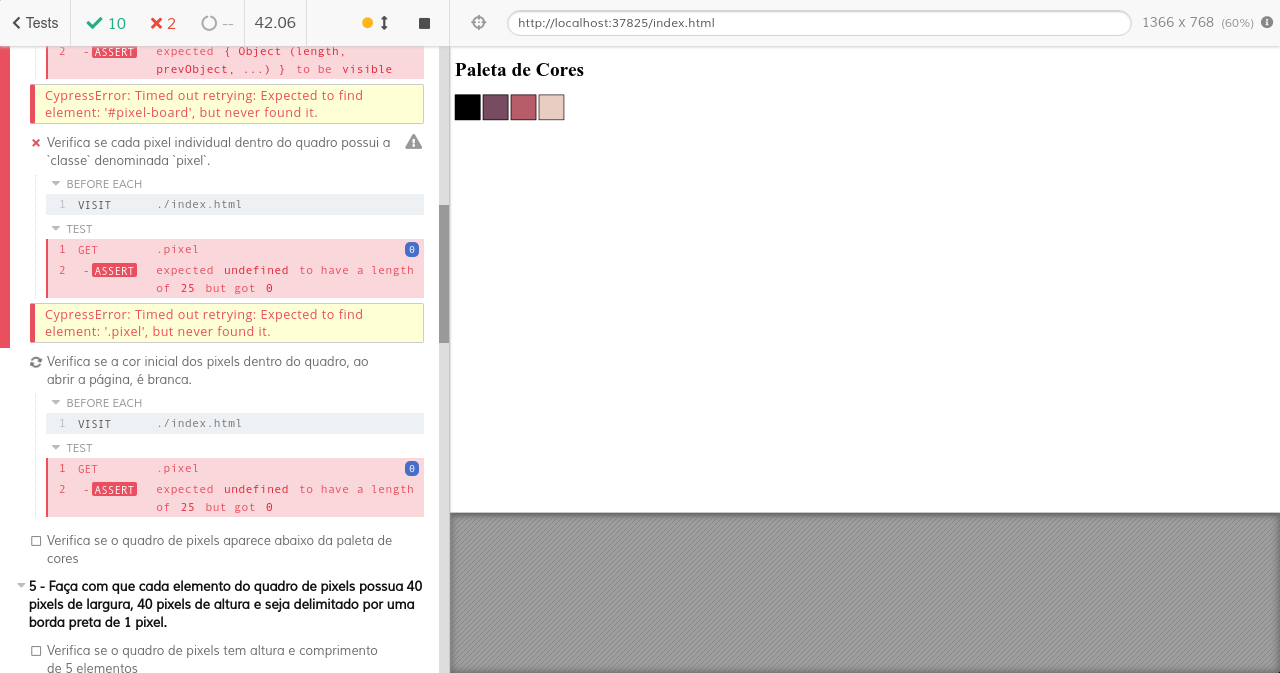 Tests
10
2
--
42.06
http://localhost:37825/index.html
1366 x 768 (60%)
2 -ASSERT expected { Object (length,
prevObject, ...) } to be visible
CypressError: Timed out retrying: Expected to find
element: '#pixel-board', but never found it.
Verifica se cada pixel individual dentro do quadro possui a
`classe` denominada `pixel`.
BEFORE EACH
1 VISIT ./index.html
TEST
1 GET .pixel 0
2 -ASSERT expected undefined to have a length
of 25 but got 0
CypressError: Timed out retrying: Expected to find
element: '.pixel', but never found it.
Verifica se a cor inicial dos pixels dentro do quadro, ao
abrir a página, é branca.
BEFORE EACH
1 VISIT ./index.html
TEST
1 GET .pixel 0
2 -ASSERT expected undefined to have a length
of 25 but got 0
Verifica se o quadro de pixels aparece abaixo da paleta de
cores
5 - Faça com que cada elemento do quadro de pixels possua 40
pixels de largura, 40 pixels de altura e seja delimitado por uma
borda preta de 1 pixel.
Verifica se o quadro de pixels tem altura e comprimento
de 5 elementos
Paleta de Cores